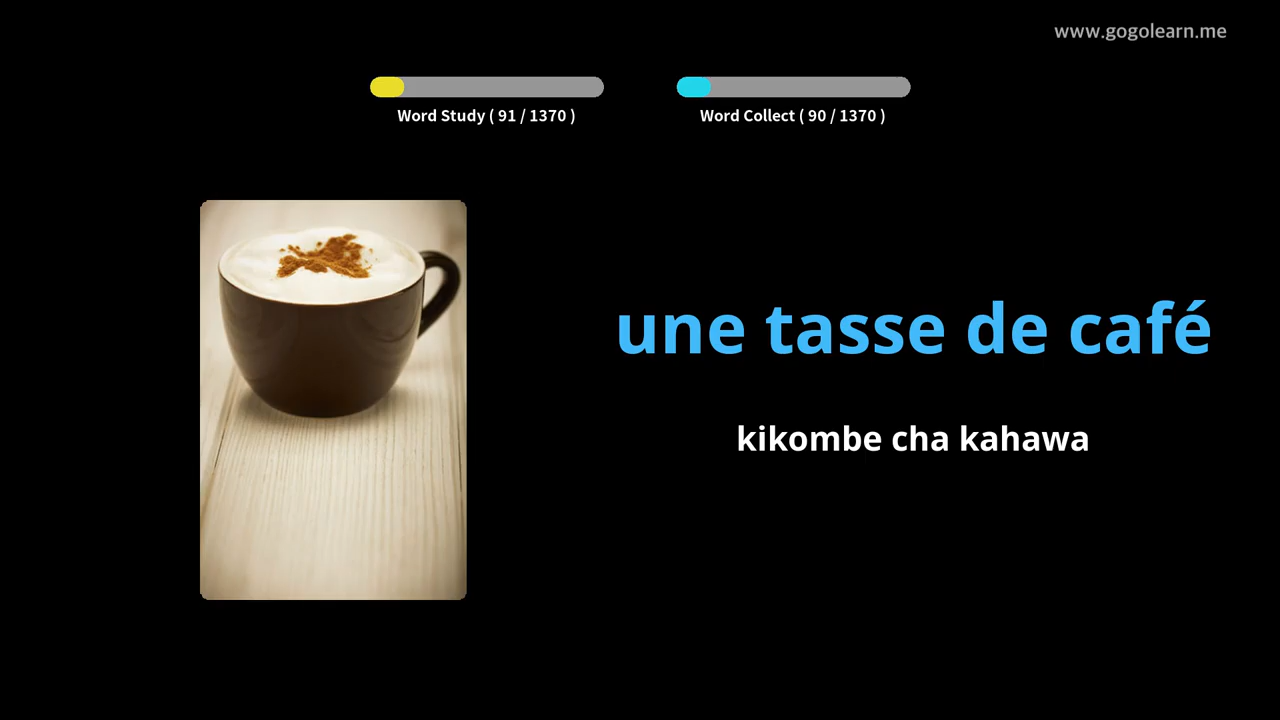 www.gogolearn.me
Word Study ( 91 / 1370 )
Word Collect ( 90 / 1370 )
une tasse de café
kikombe cha kahawa